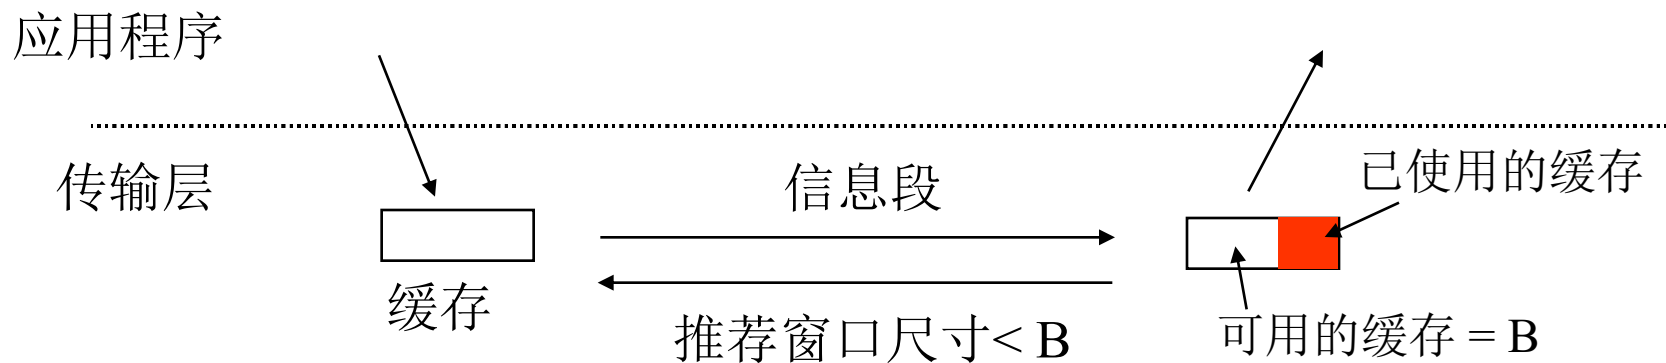 应用程序
传输层
信息段
已使用的缓存
缓存
推荐窗口尺寸< B
可用的缓存 = B